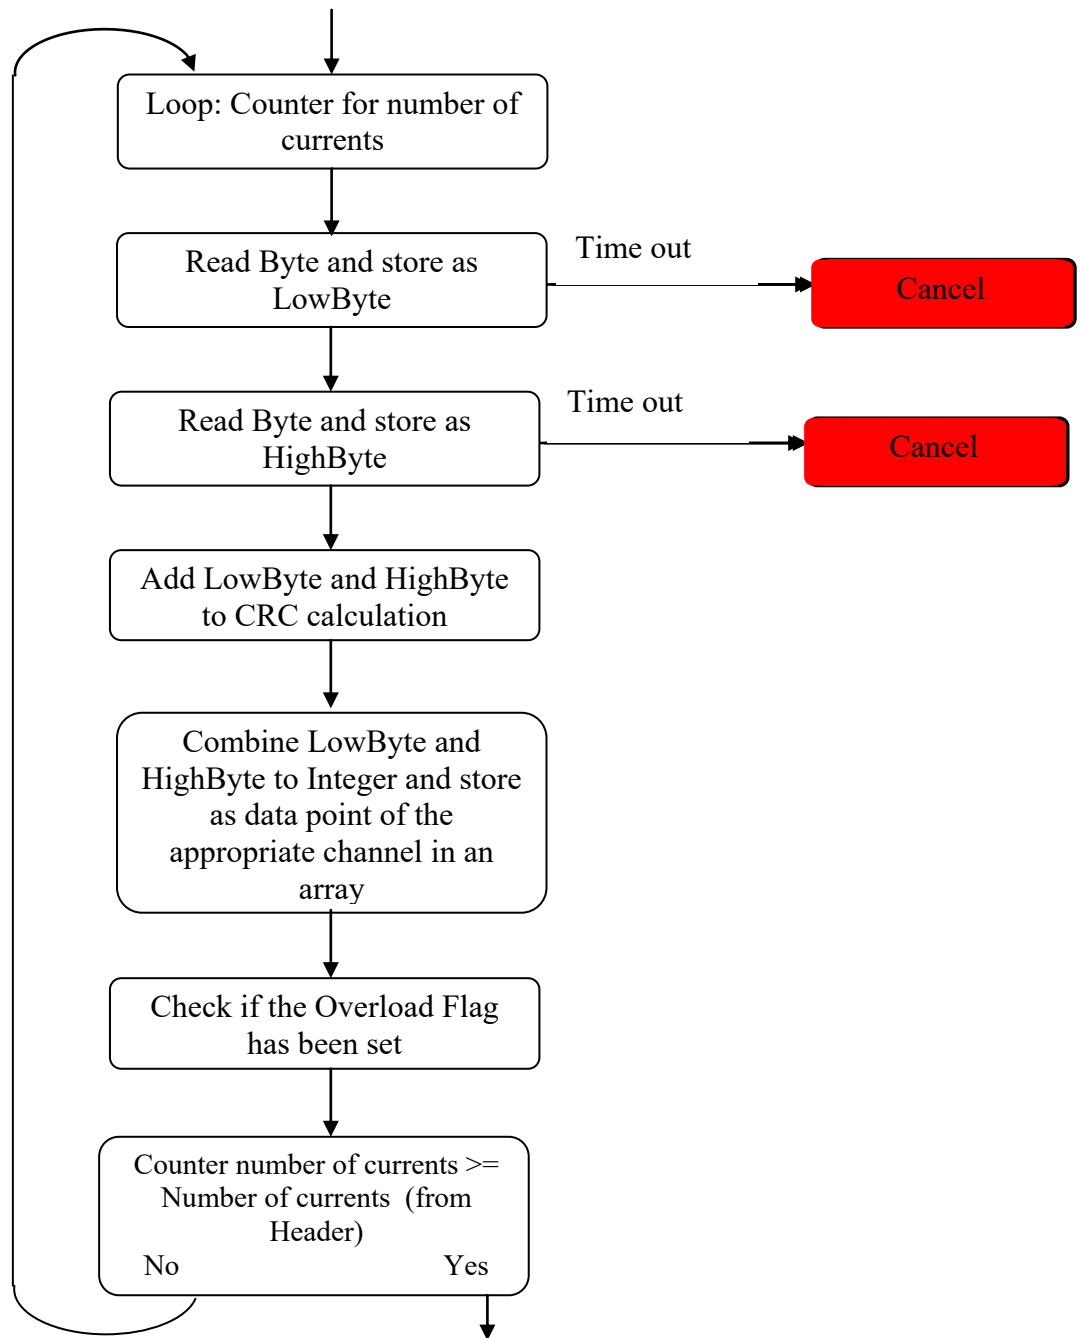 Loop: Counter for number of
currents
Read Byte and store as
LowByte
Time out
Cancel
Read Byte and store as
HighByte
Time out
Cancel
Add LowByte and HighByte
to CRC calculation
Combine LowByte and
HighByte to Integer and store
as data point of the
appropriate channel in an
array
Check if the Overload Flag
has been set
Counter number of currents >=
Number of currents (from
Header)
No Yes